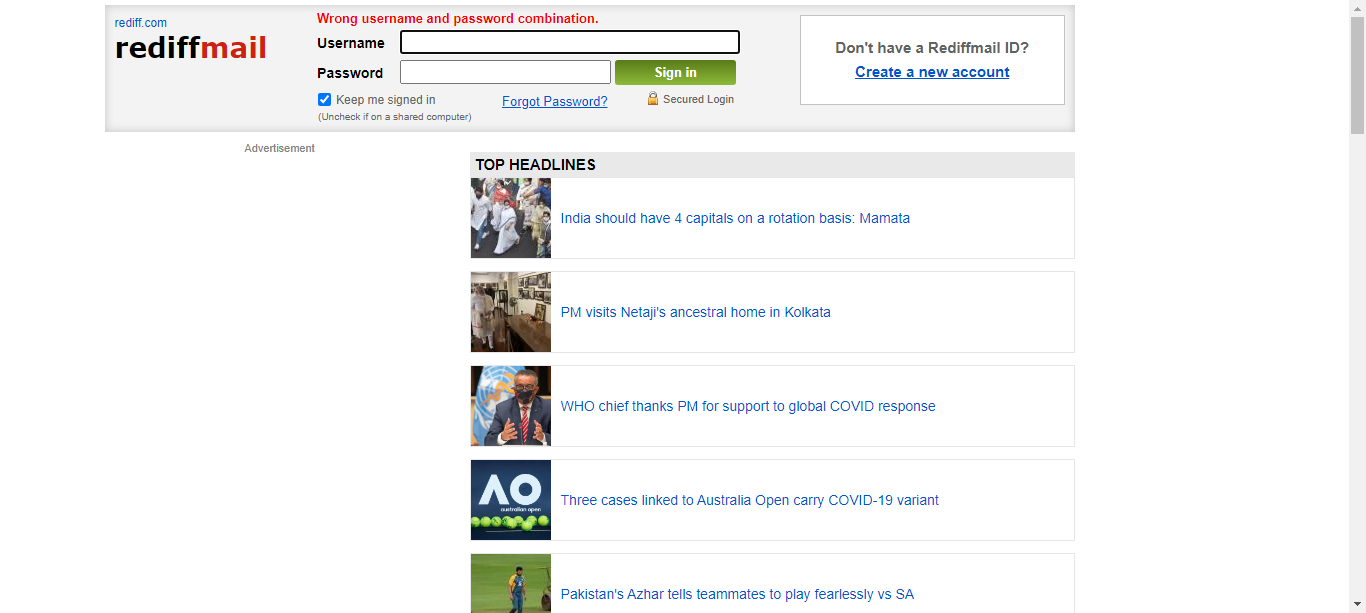 rediff.com
rediffmail
Wrong username and password combination.
Username
Password
Sign in
Keep me signed in
(Uncheck if on a shared computer)
Forgot Password?
Secured Login
Don't have a Rediffmail ID?
Create a new account
Advertisement
TOP HEADLINES
India should have 4 capitals on a rotation basis: Mamata
PM visits Netaji's ancestral home in Kolkata
WHO chief thanks PM for support to global COVID response
AO
australian open
Three cases linked to Australia Open carry COVID-19 variant
Pakistan's Azhar tells teammates to play fearlessly vs SA